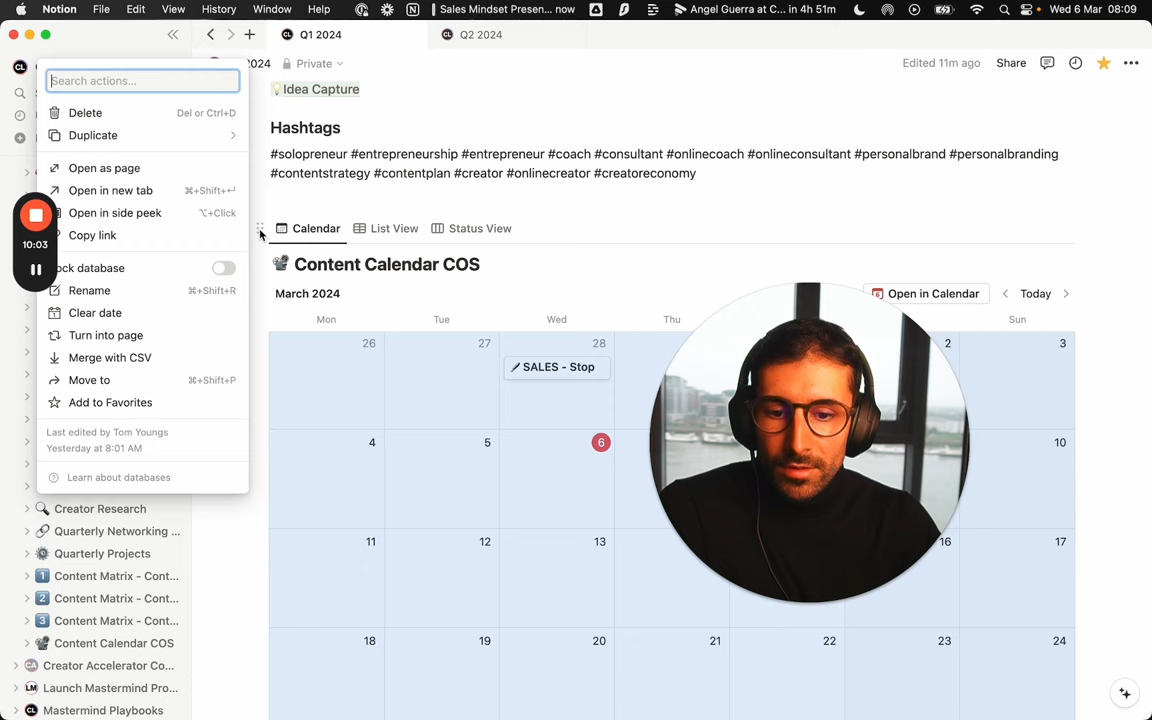 Notion File Edit View History Window Help Sales Mindset Presen... now Angel Guerra at C... in 4h 51m Wed 6 Mar 08:09
Q1 2024
Q2 2024
2024 Private
Edited 11m ago Share
Search actions...
Delete Del or Ctrl+D
Duplicate
Open as page
Open in new tab ⌘+Shift+↵
Open in side peek ⌥+Click
Copy link
ock database
Rename ⌘+Shift+R
Clear date
Turn into page
Merge with CSV
Move to ⌘+Shift+P
Add to Favorites
Last edited by Tom Youngs
Yesterday at 8:01 AM
Learn about databases
10:03
Creator Research
Quarterly Networking ...
Quarterly Projects
1 Content Matrix - Cont...
2 Content Matrix - Cont...
3 Content Matrix - Cont...
Content Calendar COS
CA Creator Accelerator Co...
LM Launch Mastermind Pro...
CL Mastermind Playbooks
💡Idea Capture
Hashtags
#solopreneur #entrepreneurship #entrepreneur #coach #consultant #onlinecoach #onlineconsultant #personalbrand #personalbranding
#contentstrategy #contentplan #creator #onlinecreator #creatoreconomy
Calendar List View Status View
Content Calendar COS
March 2024 Open in Calendar Today
Mon Tue Wed Thu Sun
26 27 28 2 3
SALES - Stop
4 5 6 10
11 12 13 16 17
18 19 20 21 22 23 24